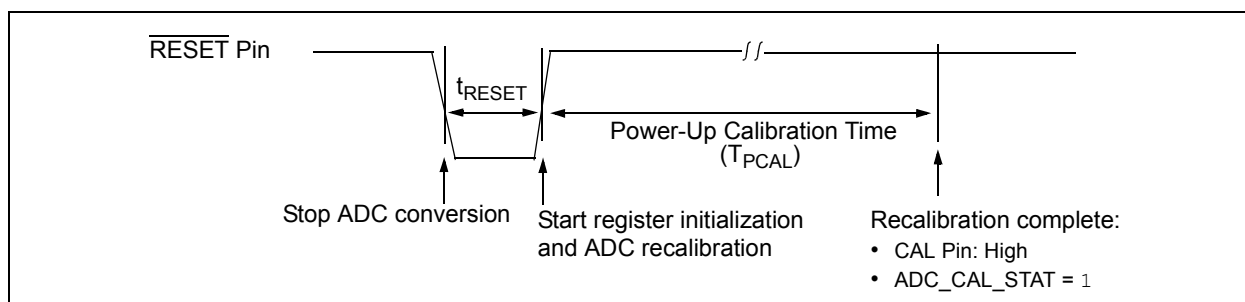 RESET Pin
tRESET
Power-Up Calibration Time
(TPCAL)
Stop ADC conversion
Start register initialization
and ADC recalibration
Recalibration complete:
• CAL Pin: High
• ADC_CAL_STAT = 1